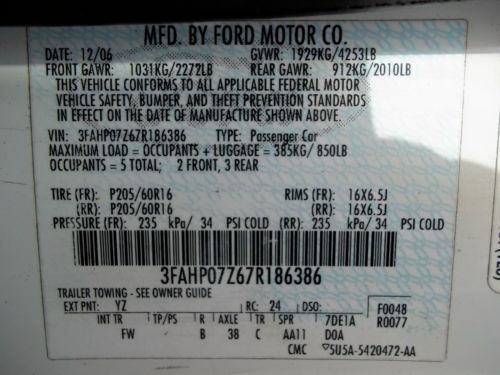 MFD. BY FORD MOTOR CO.
DATE: 12/06 GVWR: 1929KG/4253LB
FRONT GAWR: 1031KG/2272LB REAR GAWR: 912KG/2010LB
THIS VEHICLE CONFORMS TO ALL APPLICABLE FEDERAL MOTOR
VEHICLE SAFETY, BUMPER, AND THEFT PREVENTION STANDARDS
IN EFFECT ON THE DATE OF MANUFACTURE SHOWN ABOVE.
VIN: 3FAHP07Z67R186386 TYPE: Passenger Car
MAXIMUM LOAD = OCCUPANTS + LUGGAGE = 385KG/ 850LB
OCCUPANTS = 5 TOTAL; 2 FRONT, 3 REAR
TIRE (FR): P205/60R16 RIMS (FR): 16X6.5J
(RR): P205/60R16 (RR): 16X6.5J
PRESSURE (FR): 235 kPa/ 34 PSI COLD (RR): 235 kPa/ 34 PSI COLD
3FAHP07Z67R186386
TRAILER TOWING - SEE OWNER GUIDE
EXT PNT: YZ RC: 24 DSO: F0048
INT TR TP/PS R AXLE TR SPR 7DE1A R0077
FW B 38 C AA11 D0A
CMC 5U5A-5420472-AA